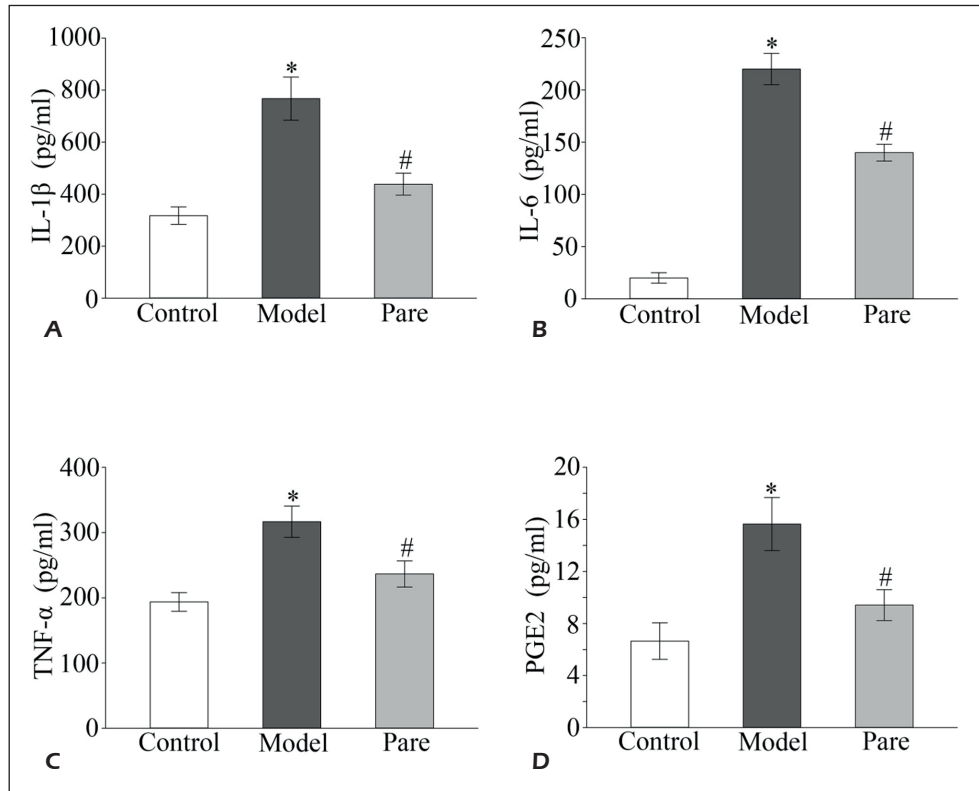 1000
800
600
400
200
0
IL-1β (pg/ml)
*
#
Control Model Pare
A
250
200
150
100
50
0
IL-6 (pg/ml)
*
#
Control Model Pare
B
400
300
200
100
0
TNF-α (pg/ml)
*
#
Control Model Pare
C
20
16
12
8
4
0
PGE2 (pg/ml)
*
#
Control Model Pare
D